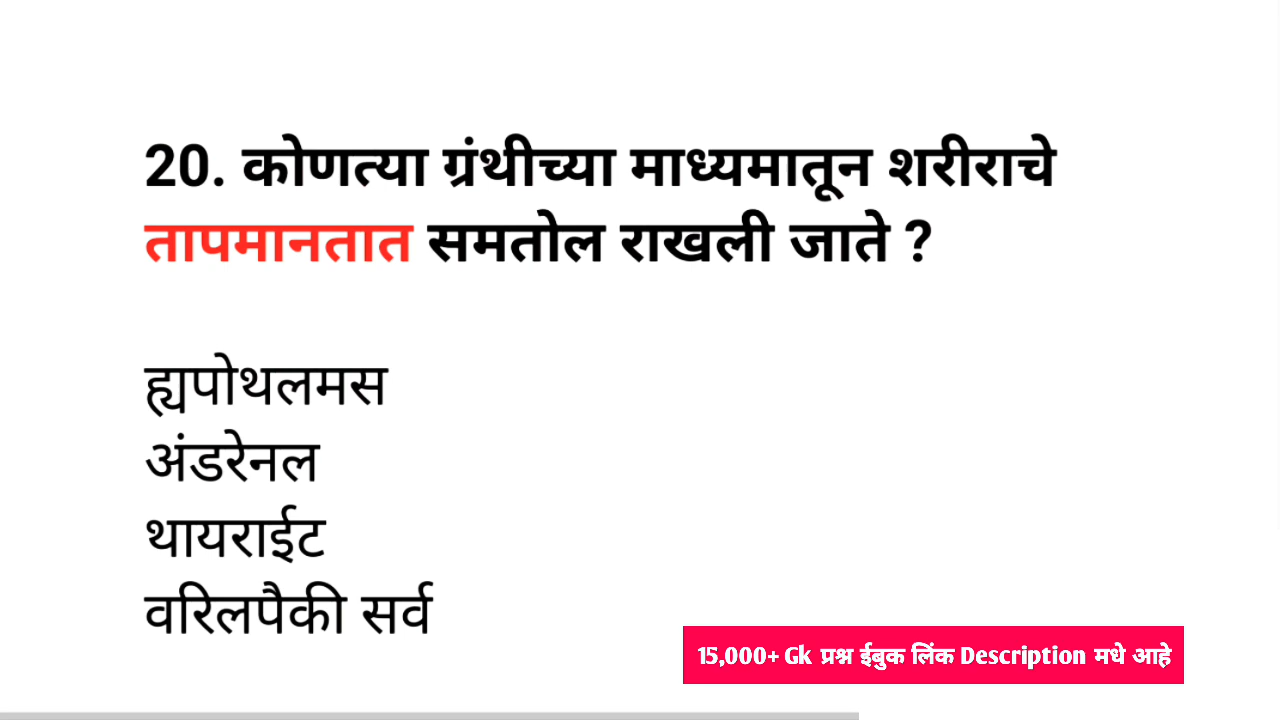 20. कोणत्या ग्रंथीच्या माध्यमातून शरीराचे
तापमानतात समतोल राखली जाते ?
ह्यपोथलमस
अंडरेनल
थायराईट
वरिलपैकी सर्व
15,000+ Gk प्रश्न ईबुक लिंक Description मधे आहे